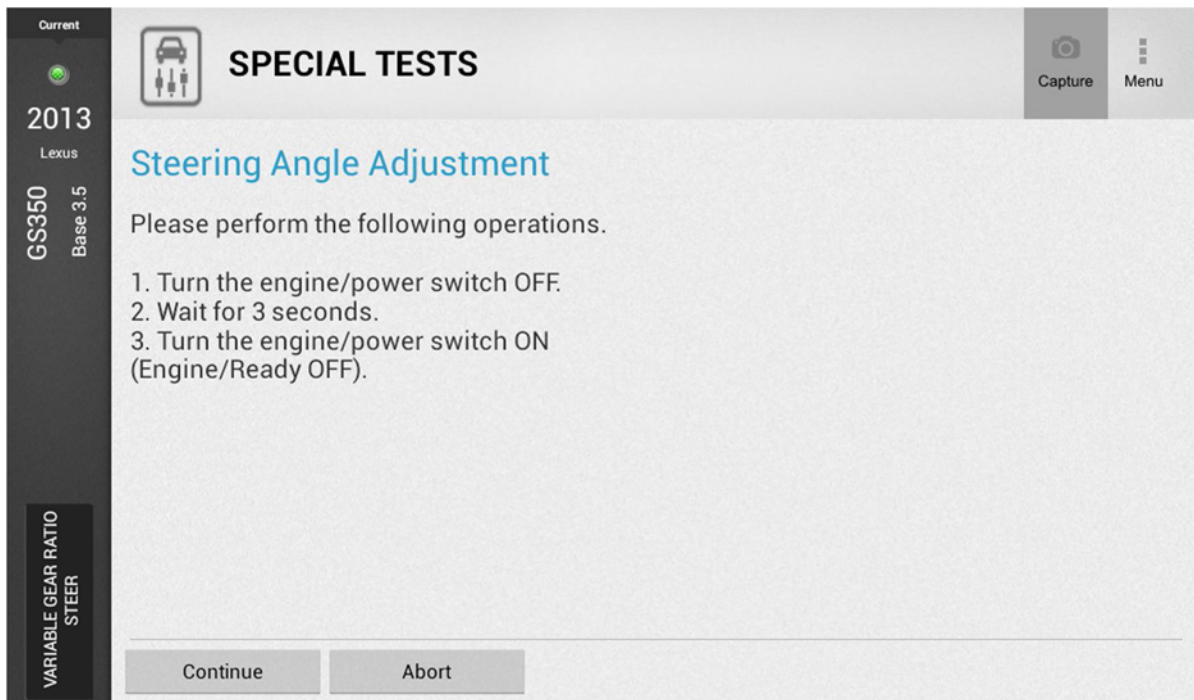 Current
2013
Lexus
GS350
Base 3.5
VARIABLE GEAR RATIO
STEER
SPECIAL TESTS
Capture
Menu
Steering Angle Adjustment
Please perform the following operations.
1. Turn the engine/power switch OFF.
2. Wait for 3 seconds.
3. Turn the engine/power switch ON
(Engine/Ready OFF).
Continue
Abort